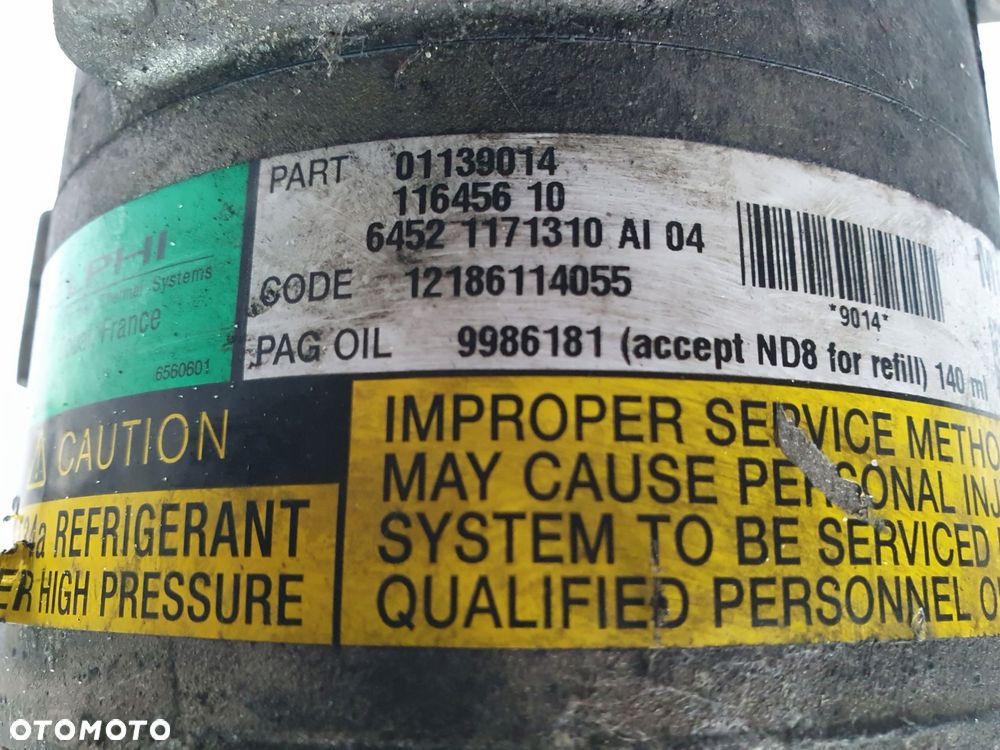 PART 01139014
116456 10
6452 1171310 AI 04
CODE 12186114055
PAG OIL 9986181 (accept ND8 for refill) 140 ml
*9014*
PHI
Thermal Systems
France
6560601
CAUTION
REFRIGERANT
HIGH PRESSURE
IMPROPER SERVICE METHO
MAY CAUSE PERSONAL INJ
SYSTEM TO BE SERVICED
QUALIFIED PERSONNEL O
OTOMOTO